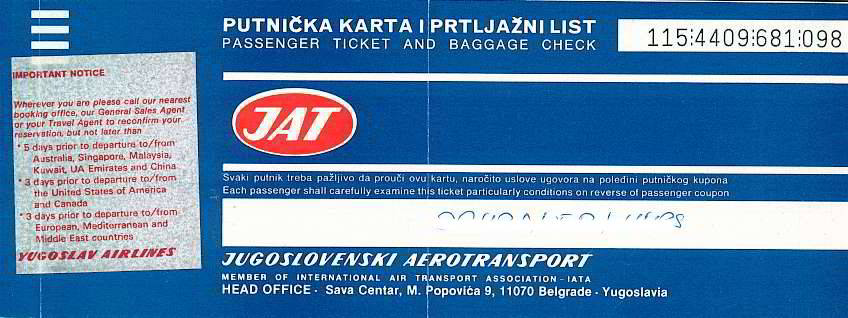 PUTNIČKA KARTA I PRTLJAŽNI LIST
PASSENGER TICKET AND BAGGAGE CHECK
115:4409:681:098
IMPORTANT NOTICE
Wherever you are please call our nearest
booking office, our General Sales Agent
or your Travel Agent to reconfirm your
reservation, but not later than
* 5 days prior to departure to/from
Australia, Singapore, Malaysia,
Kuwait, UA Emirates and China
* 3 days prior to departure to/from
the United States of America
and Canada
* 3 days prior to departure to/from
European, Mediterranean and
Middle East countries
YUGOSLAV AIRLINES
JAT
Svaki putnik treba pažljivo da prouči ovu kartu, naročito uslove ugovora na poleđini putničkog kupona
Each passenger shall carefully examine this ticket particularly conditions on reverse of passenger coupon
JUGOSLOVENSKI AEROTRANSPORT
MEMBER OF INTERNATIONAL AIR TRANSPORT ASSOCIATION - IATA
HEAD OFFICE · Sava Centar, M. Popovića 9, 11070 Belgrade · Yugoslavia